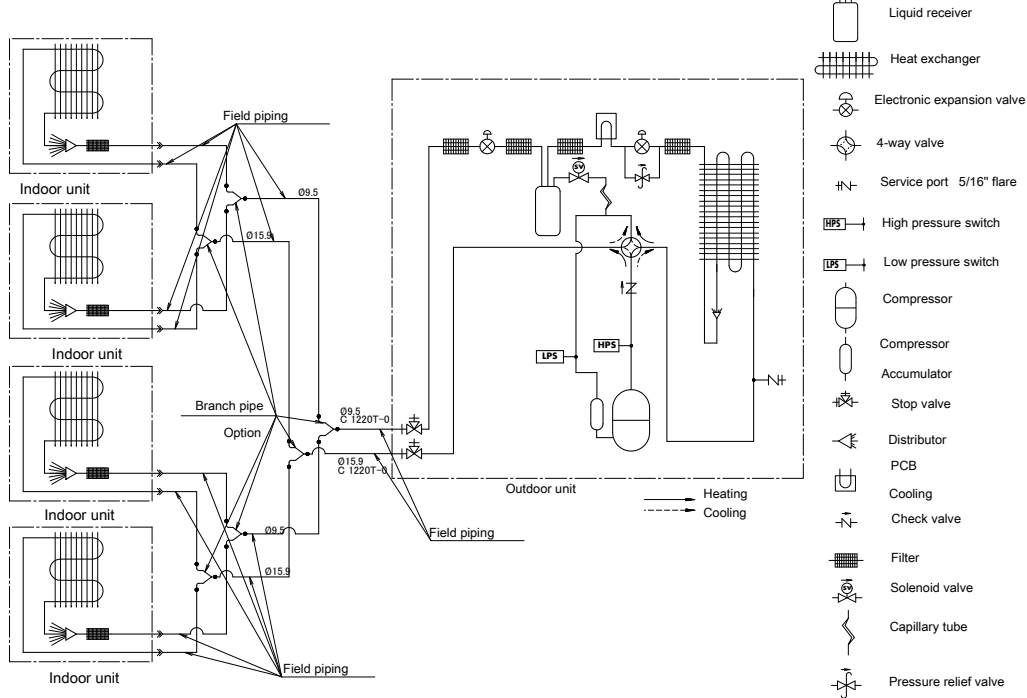 Field piping
Indoor unit
Ø9.5
Ø15.9
Indoor unit
Branch pipe
Option
Ø9.5
C 1220T-0
Ø15.9
C 1220T-0
Indoor unit
Ø9.5
Ø15.9
Field piping
Field piping
Indoor unit
SV
LPS
HPS
Outdoor unit
Heating
Cooling
Liquid receiver
Heat exchanger
Electronic expansion valve
4-way valve
Service port 5/16" flare
HPS
High pressure switch
LPS
Low pressure switch
Compressor
Compressor
Accumulator
Stop valve
Distributor
PCB
Cooling
Check valve
Filter
SV
Solenoid valve
Capillary tube
Pressure relief valve